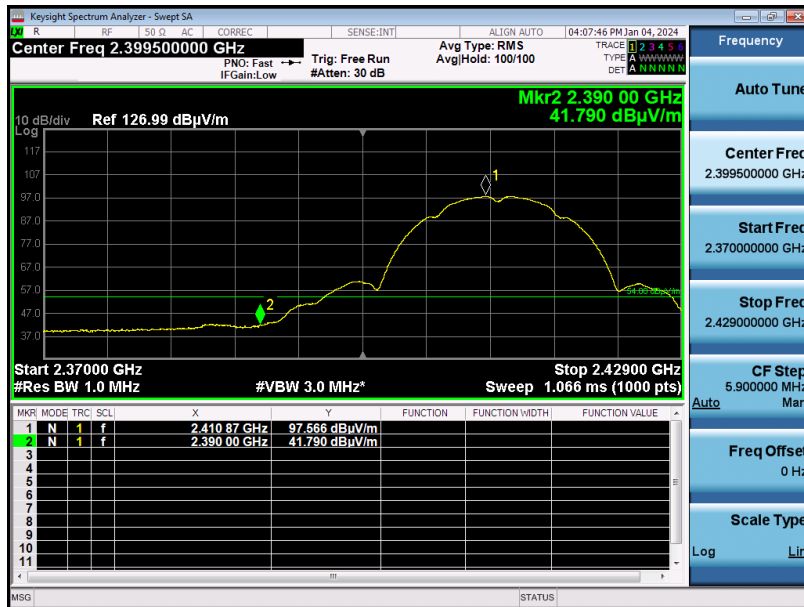 Keysight Spectrum Analyzer - Swept SA
LXI R RF 50 Ω AC CORREC SENSE:INT ALIGN AUTO 04:07:46 PM Jan 04, 2024
Center Freq 2.399500000 GHz
PNO: Fast
IFGain:Low
Trig: Free Run
#Atten: 30 dB
Avg Type: RMS
Avg|Hold: 100/100
TRACE 1 2 3 4 5 6
TYPE A WWWWW
DET A N N N N N
Mkr2 2.390 00 GHz
41.790 dBµV/m
10 dB/div Ref 126.99 dBµV/m
Log
117
107
97.0
87.0
77.0
67.0
57.0
47.0
37.0
1
2
54.00 dBµV/m
Start 2.37000 GHz Stop 2.42900 GHz
#Res BW 1.0 MHz #VBW 3.0 MHz* Sweep 1.066 ms (1000 pts)
MKR MODE TRC SCL X Y FUNCTION FUNCTION WIDTH FUNCTION VALUE
1 N 1 f 2.410 87 GHz 97.566 dBµV/m
2 N 1 f 2.390 00 GHz 41.790 dBµV/m
3
4
5
6
7
8
9
10
11
MSG STATUS
Frequency
Auto Tune
Center Freq
2.399500000 GHz
Start Freq
2.370000000 GHz
Stop Freq
2.429000000 GHz
CF Step
5.900000 MHz
Auto Man
Freq Offset
0 Hz
Scale Type
Log Lin